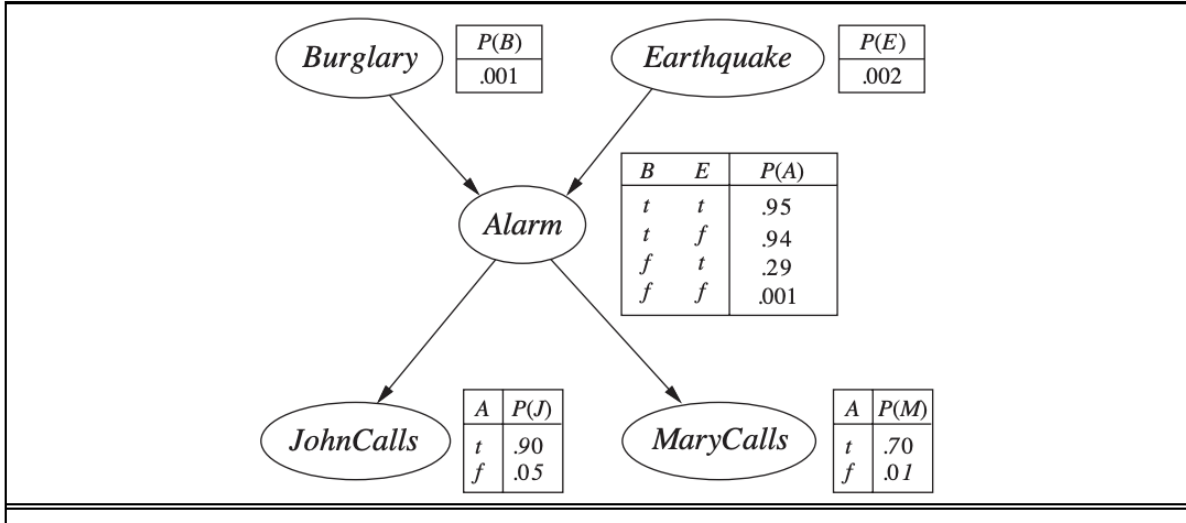 Burglary
P(B)
.001
Earthquake
P(E)
.002
Alarm
B E P(A)
t t .95
t f .94
f t .29
f f .001
JohnCalls
A P(J)
t .90
f .05
MaryCalls
A P(M)
t .70
f .01